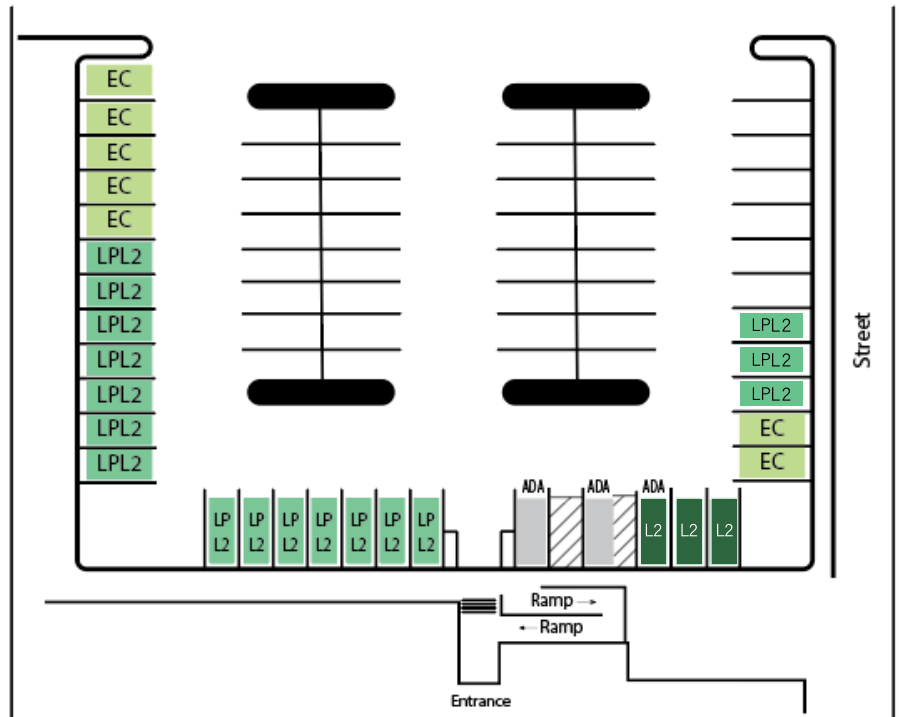 EC
EC
EC
EC
EC
LPL2
LPL2
LPL2
LPL2
LPL2
LPL2
LPL2
LPL2
LPL2
LPL2
EC
EC
Street
ADA ADA ADA
LP LP LP LP LP LP LP
L2 L2 L2 L2 L2 L2 L2
L2 L2 L2
Ramp →
← Ramp
Entrance